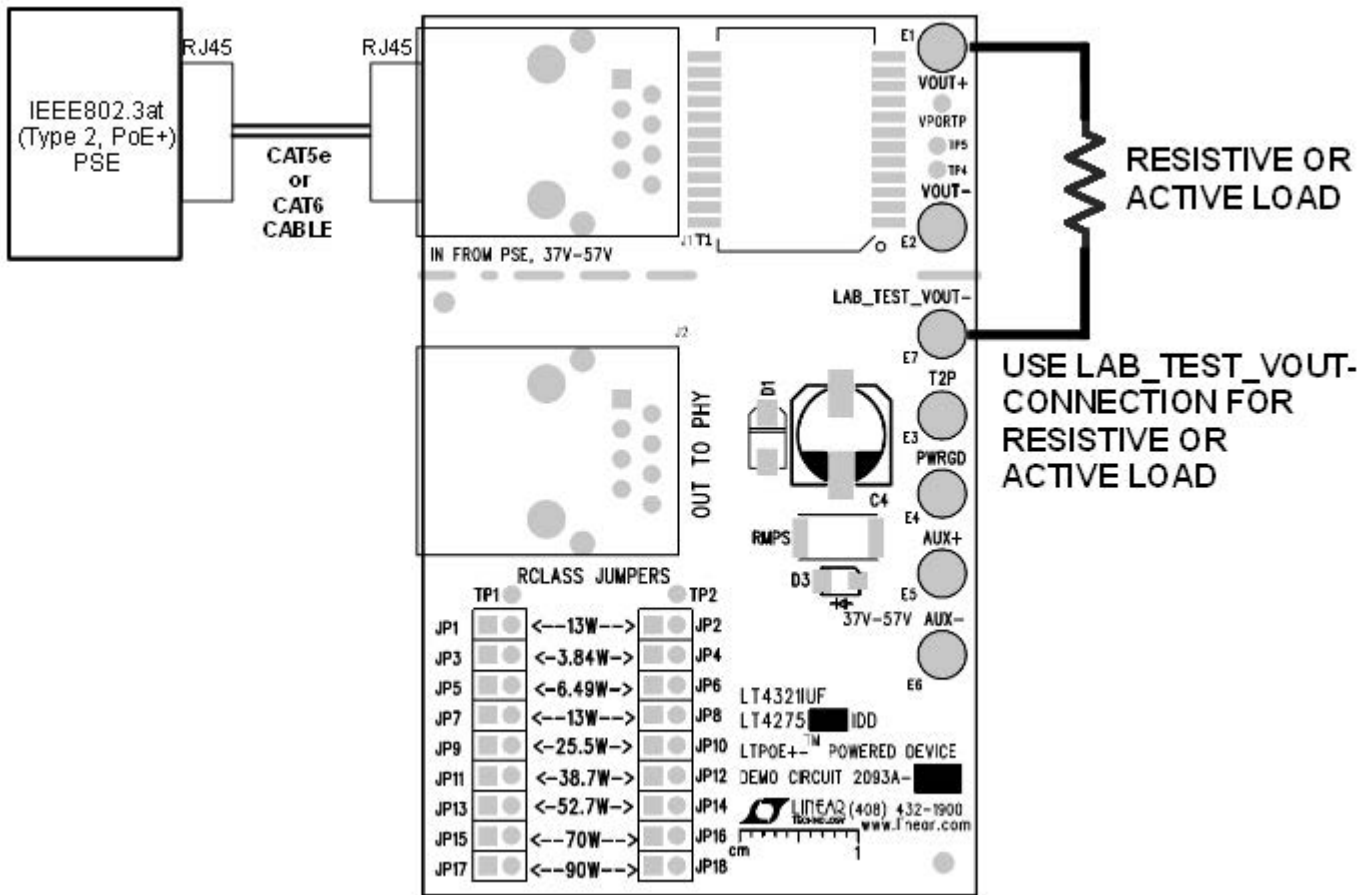 IEEE802.3at
(Type 2, PoE+)
PSE
RJ45
RJ45
CAT5e
or
CAT6
CABLE
IN FROM PSE, 37V-57V
J1
T1
E1
VOUT+
VPORTP
TP5
TP4
VOUT-
E2
RESISTIVE OR
ACTIVE LOAD
LAB_TEST_VOUT-
E7
USE LAB_TEST_VOUT-
CONNECTION FOR
RESISTIVE OR
ACTIVE LOAD
J2
OUT TO PHY
D1
C4
T2P
E3
PWRGD
E4
RMPS
AUX+
D3
E5
37V-57V AUX-
E6
RCLASS JUMPERS
TP1 TP2
JP1 <--13W--> JP2
JP3 <-3.84W-> JP4
JP5 <-6.49W-> JP6
JP7 <--13W--> JP8
JP9 <-25.5W-> JP10
JP11 <-38.7W-> JP12
JP13 <-52.7W-> JP14
JP15 <--70W--> JP16
JP17 <--90W--> JP18
LT4321IUF
LT4275 IDD
LTPOE+-™ POWERED DEVICE
DEMO CIRCUIT 2093A-
LINEAR (408) 432-1900
TECHNOLOGY www.linear.com
cm 1